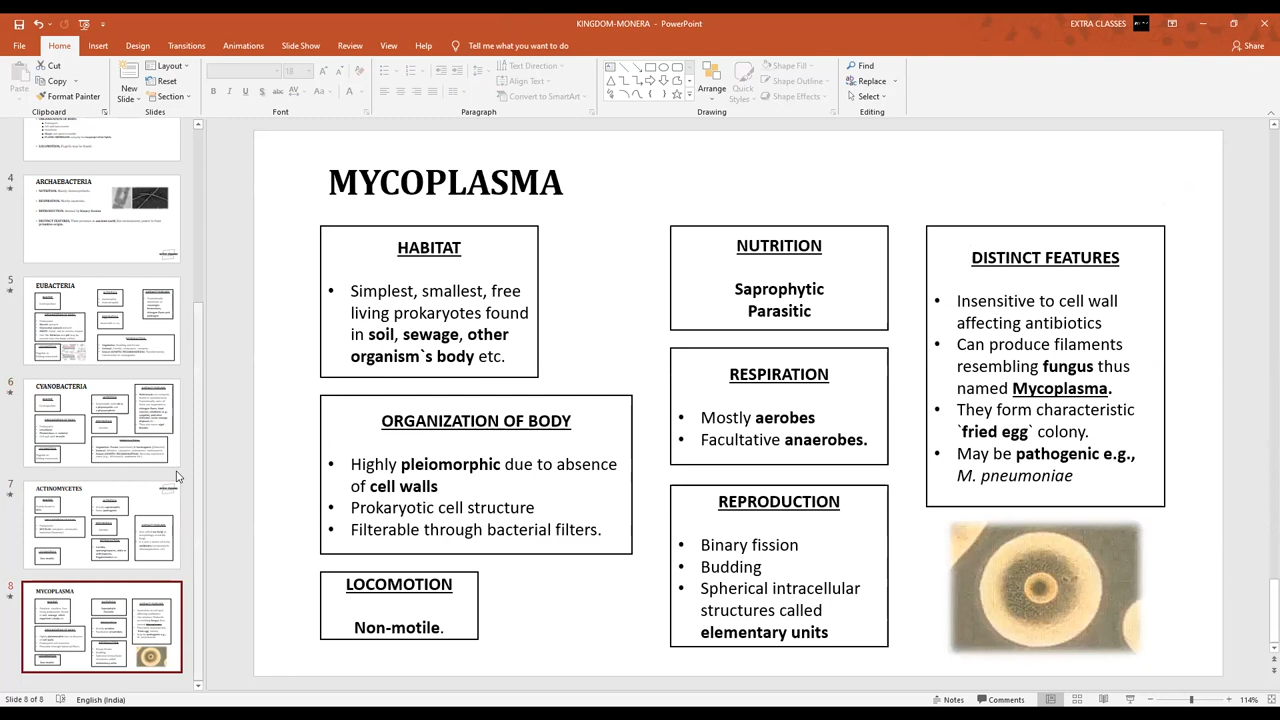 KINGDOM-MONERA - PowerPoint
EXTRA CLASSES
File Home Insert Design Transitions Animations Slide Show Review View Help Tell me what you want to do Share
Paste
Cut
Copy
Format Painter
Clipboard
New Slide
Layout
Reset
Section
Slides
18
Font
Text Direction
Align Text
Convert to SmartArt
Paragraph
Arrange
Quick Styles
Shape Fill
Shape Outline
Shape Effects
Drawing
Find
Replace
Select
Editing
4
ARCHAEBACTERIA
5
EUBACTERIA
6
CYANOBACTERIA
7
ACTINOMYCETES
8
MYCOPLASMA
MYCOPLASMA
HABITAT
• Simplest, smallest, free
living prokaryotes found
in soil, sewage, other
organism`s body etc.
ORGANIZATION OF BODY
• Highly pleiomorphic due to absence
of cell walls
• Prokaryotic cell structure
• Filterable through bacterial filters.
LOCOMOTION
Non-motile.
NUTRITION
Saprophytic
Parasitic
RESPIRATION
• Mostly aerobes
• Facultative anaerobes.
REPRODUCTION
• Binary fission
• Budding
• Spherical intracellular
structures called
elementary units
DISTINCT FEATURES
• Insensitive to cell wall
affecting antibiotics
• Can produce filaments
resembling fungus thus
named Mycoplasma.
• They form characteristic
`fried egg` colony.
• May be pathogenic e.g.,
M. pneumoniae
Slide 8 of 8
English (India)
Notes
Comments
114%